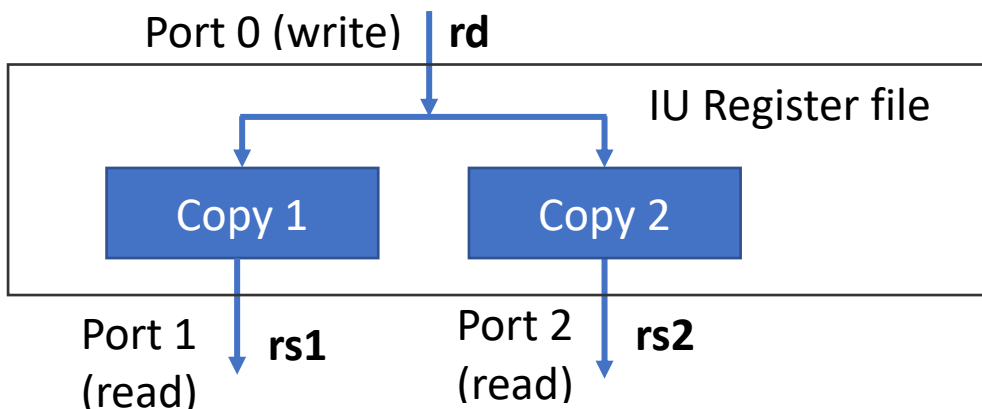 Port 0 (write) rd
IU Register file
Copy 1
Copy 2
Port 1
(read)
rs1
Port 2
(read)
rs2